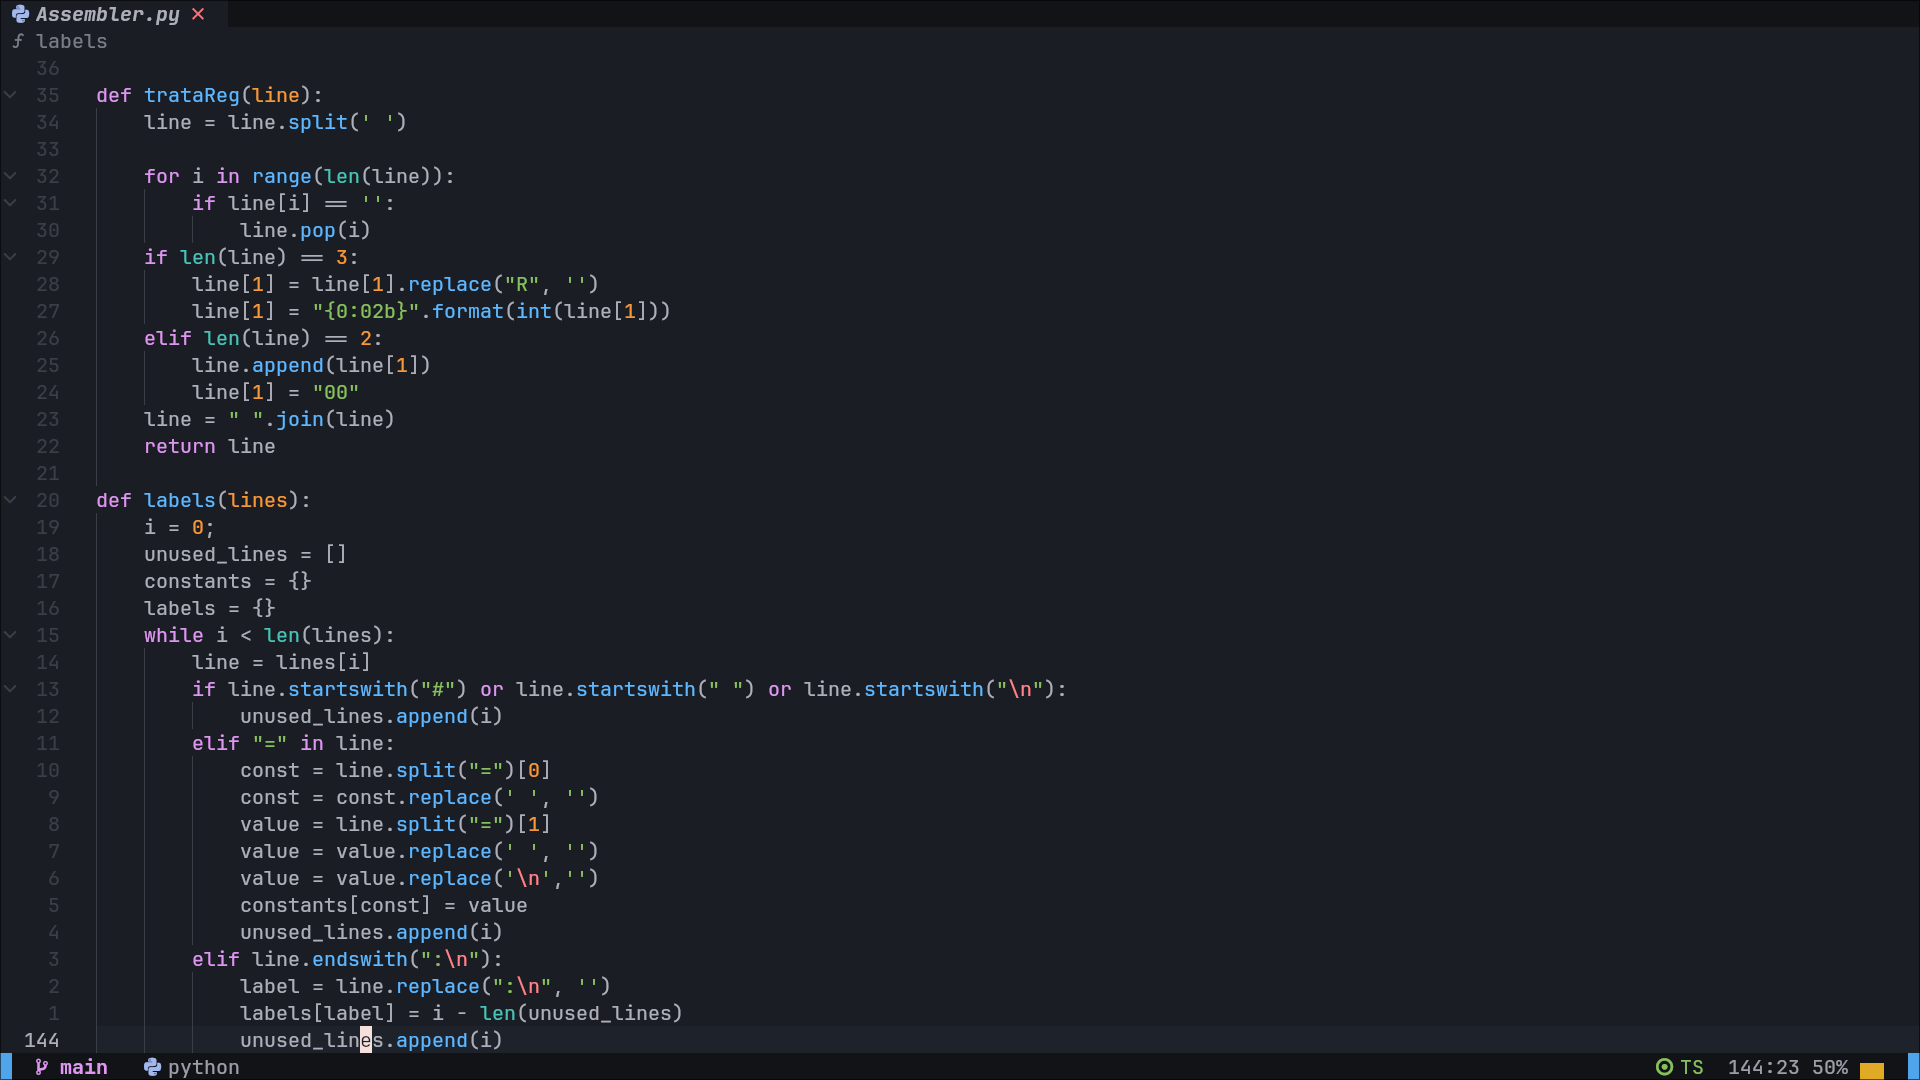 Assembler.py ✕
labels
36
35 def trataReg(line):
34     line = line.split(' ')
33
32     for i in range(len(line)):
31         if line[i] == '':
30             line.pop(i)
29     if len(line) == 3:
28         line[1] = line[1].replace("R", '')
27         line[1] = "{0:02b}".format(int(line[1]))
26     elif len(line) == 2:
25         line.append(line[1])
24         line[1] = "00"
23     line = " ".join(line)
22     return line
21
20 def labels(lines):
19     i = 0;
18     unused_lines = []
17     constants = {}
16     labels = {}
15     while i < len(lines):
14         line = lines[i]
13         if line.startswith("#") or line.startswith(" ") or line.startswith("\n"):
12             unused_lines.append(i)
11         elif "=" in line:
10             const = line.split("=")[0]
9             const = const.replace(' ', '')
8             value = line.split("=")[1]
7             value = value.replace(' ', '')
6             value = value.replace('\n','')
5             constants[const] = value
4             unused_lines.append(i)
3         elif line.endswith(":\n"):
2             label = line.replace(":\n", '')
1             labels[label] = i - len(unused_lines)
144             unused_lines.append(i)
main python TS 144:23 50%